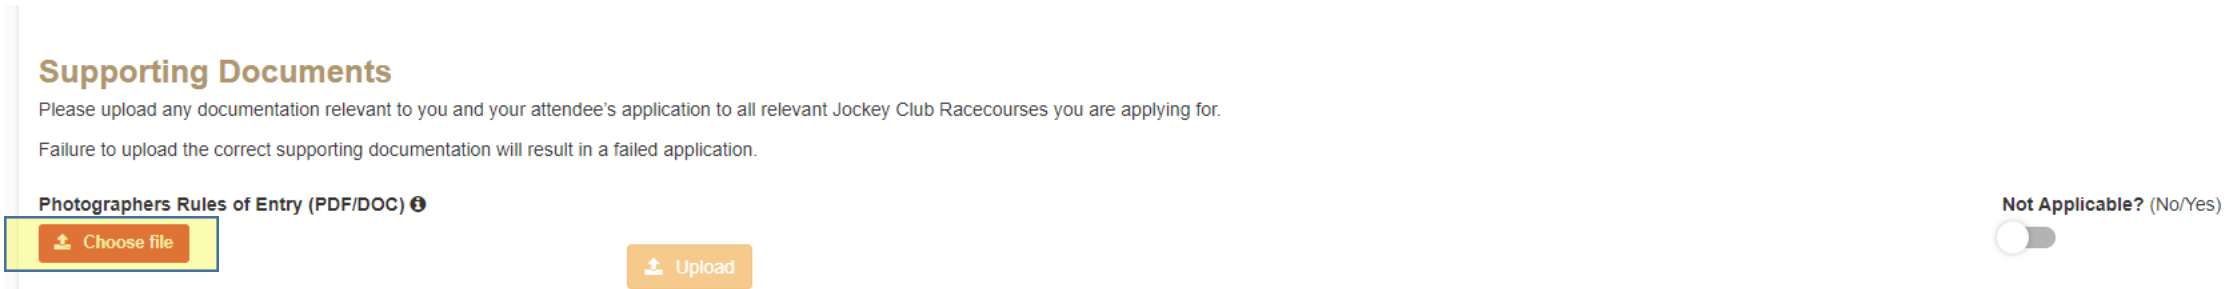 Supporting Documents
Please upload any documentation relevant to you and your attendee's application to all relevant Jockey Club Racecourses you are applying for.
Failure to upload the correct supporting documentation will result in a failed application.
Photographers Rules of Entry (PDF/DOC)
Not Applicable? (No/Yes)
Choose file
Upload